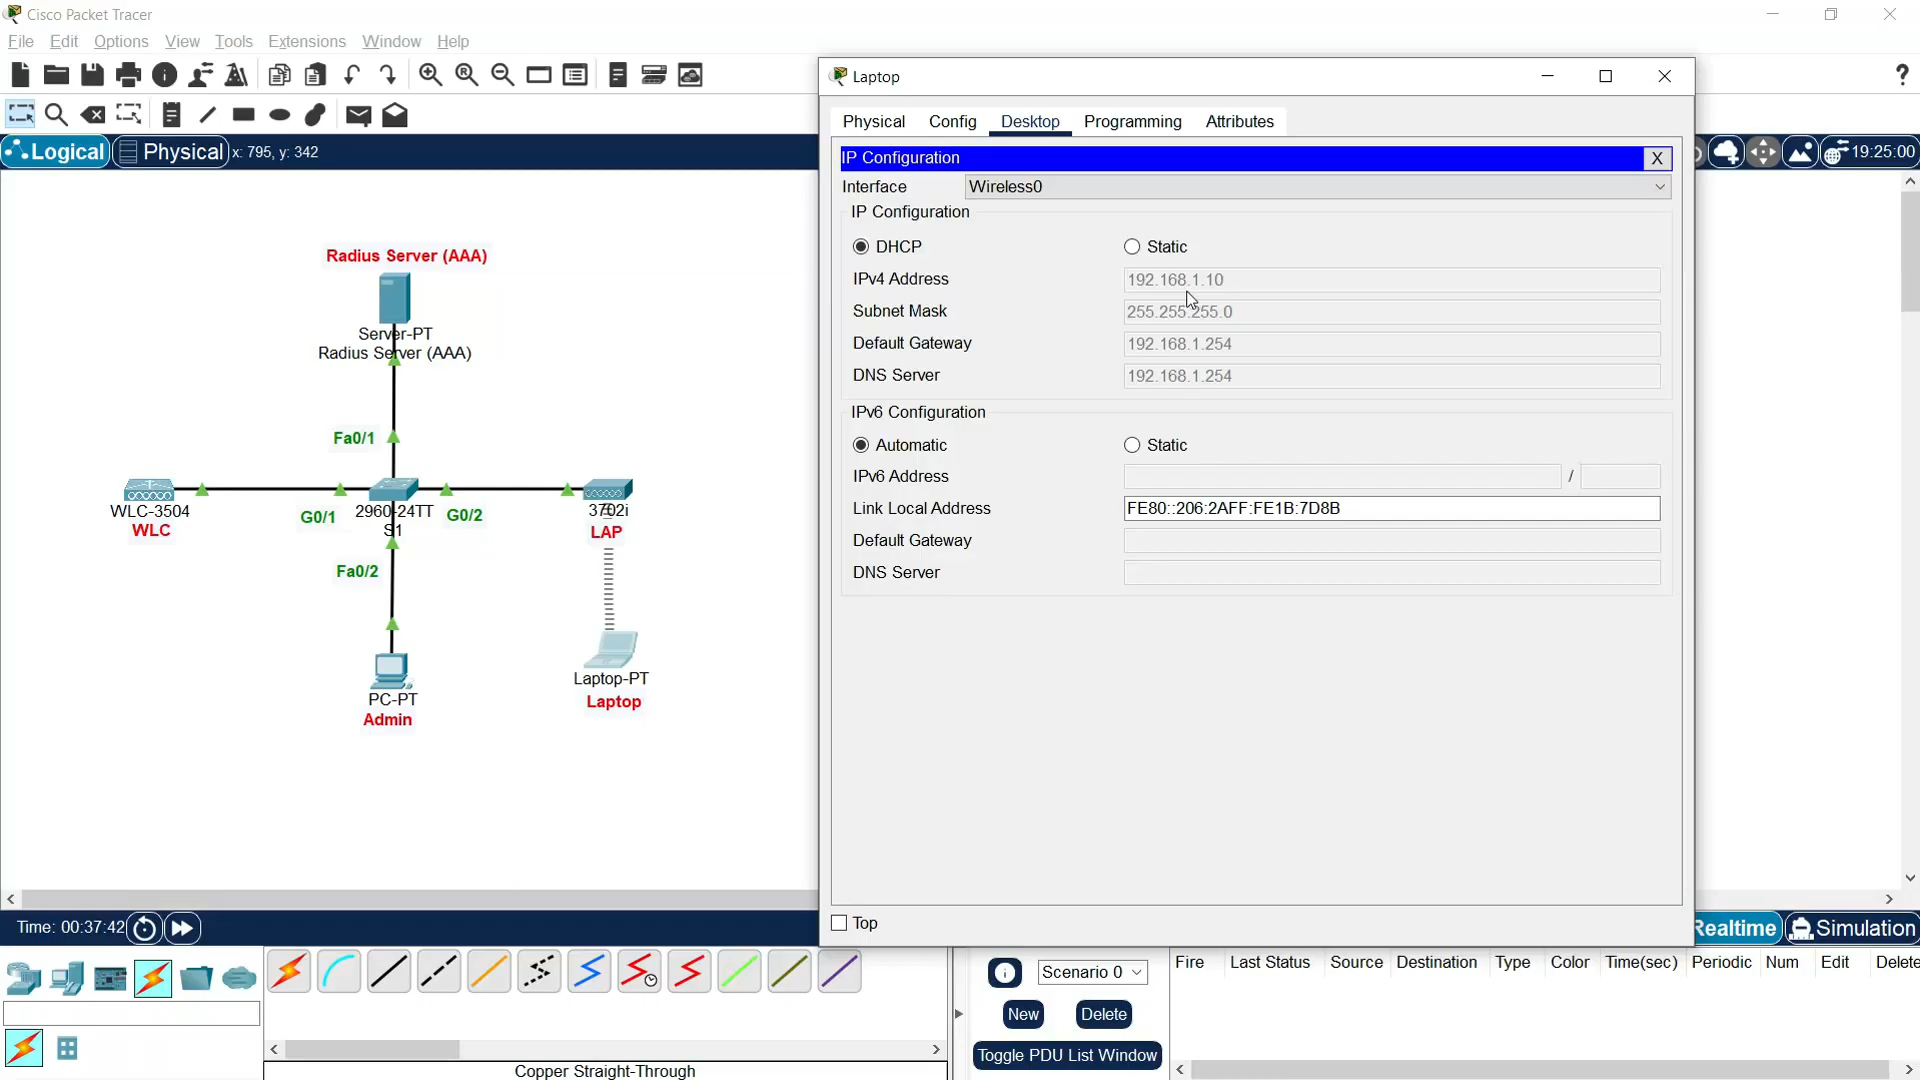 Cisco Packet Tracer
File Edit Options View Tools Extensions Window Help
?
Logical Physical x: 795, y: 342
19:25:00
Radius Server (AAA)
Server-PT
Radius Server (AAA)
Fa0/1
WLC-3504
WLC
G0/1
2960-24TT
S1
G0/2
3702i
LAP
Fa0/2
PC-PT
Admin
Laptop-PT
Laptop
Laptop
Physical Config Desktop Programming Attributes
IP Configuration X
Interface Wireless0
IP Configuration
DHCP Static
IPv4 Address 192.168.1.10
Subnet Mask 255.255.255.0
Default Gateway 192.168.1.254
DNS Server 192.168.1.254
IPv6 Configuration
Automatic Static
IPv6 Address /
Link Local Address FE80::206:2AFF:FE1B:7D8B
Default Gateway
DNS Server
Top
Time: 00:37:42
Realtime Simulation
Scenario 0
New Delete
Toggle PDU List Window
Fire Last Status Source Destination Type Color Time(sec) Periodic Num Edit Delete
Copper Straight-Through